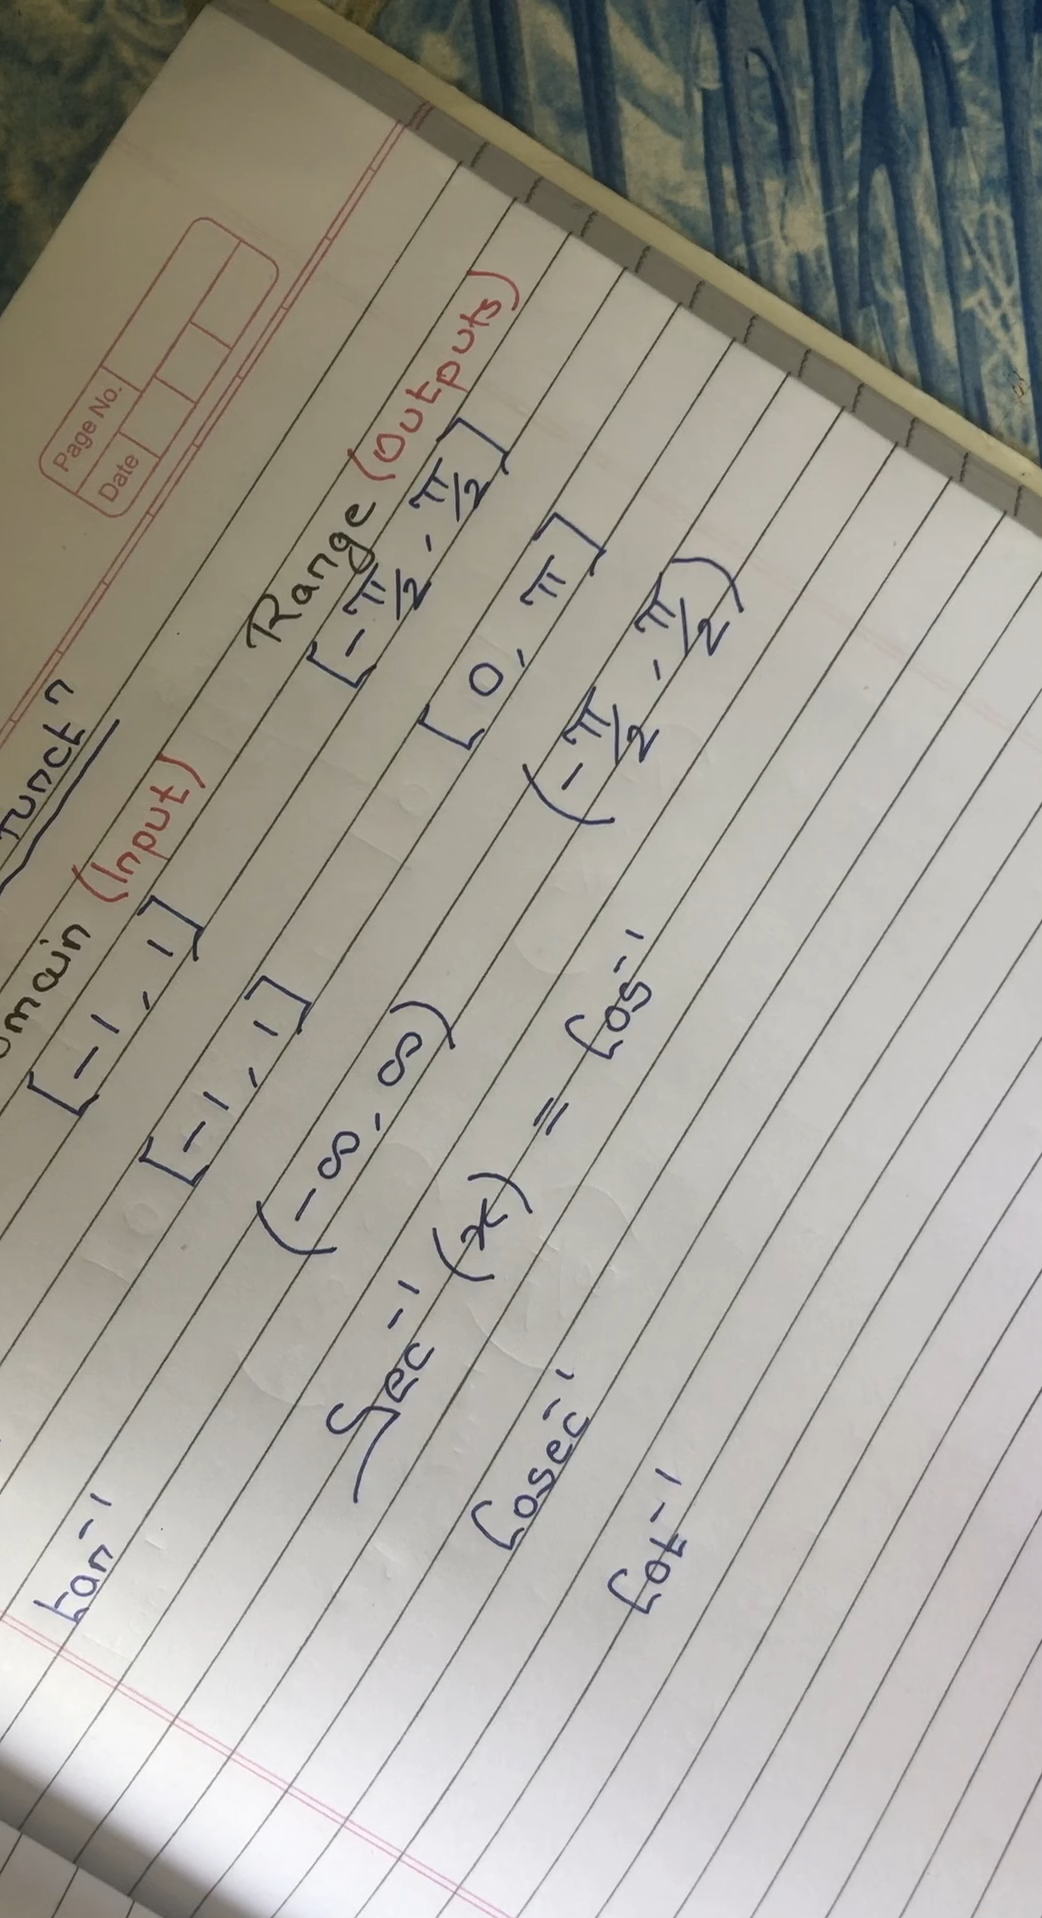 Page No.
Date
Funct^n
omain (Input) Range (Outputs)
[-1, 1] [-π/2, π/2]
[-1, 1] [0, π]
tan⁻¹ (-∞, ∞) (-π/2, π/2)
Sec⁻¹ (x) = Cos⁻¹
Cosec⁻¹
Cot⁻¹